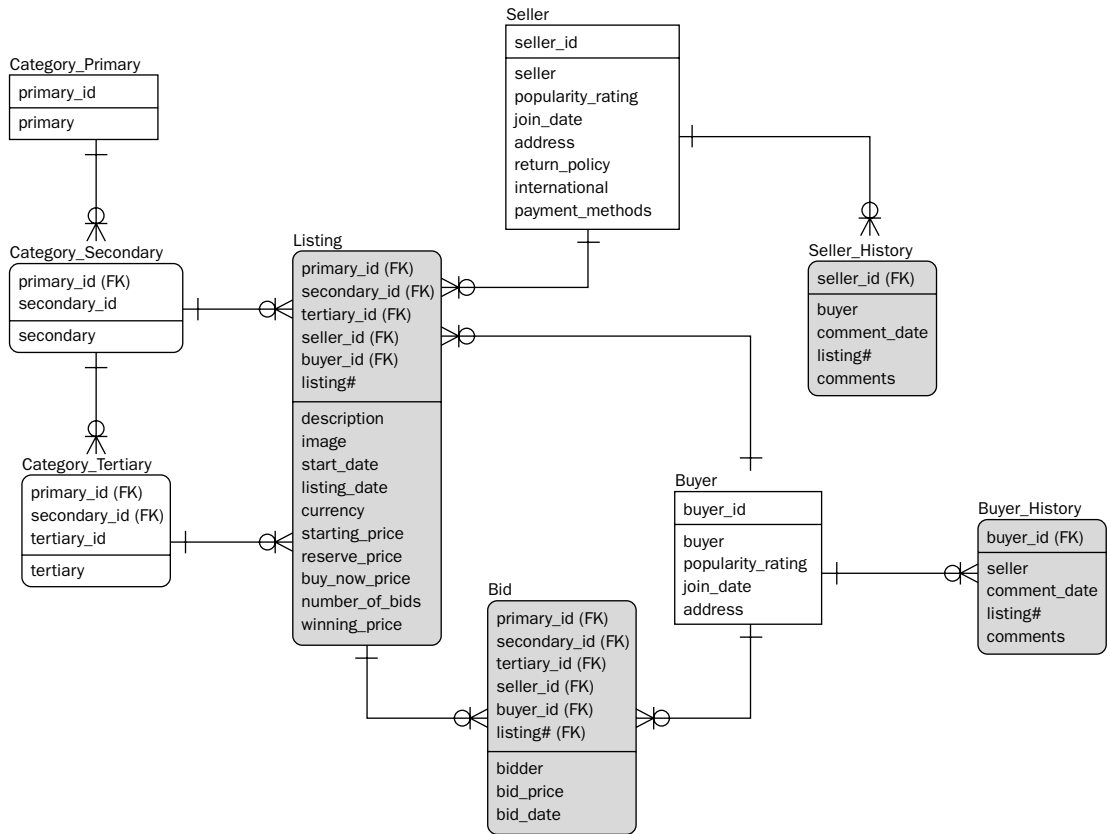 Seller
seller_id
seller
popularity_rating
join_date
address
return_policy
international
payment_methods
Category_Primary
primary_id
primary
Category_Secondary
primary_id (FK)
secondary_id
secondary
Category_Tertiary
primary_id (FK)
secondary_id (FK)
tertiary_id
tertiary
Listing
primary_id (FK)
secondary_id (FK)
tertiary_id (FK)
seller_id (FK)
buyer_id (FK)
listing#
description
image
start_date
listing_date
currency
starting_price
reserve_price
buy_now_price
number_of_bids
winning_price
Seller_History
seller_id (FK)
buyer
comment_date
listing#
comments
Buyer
buyer_id
buyer
popularity_rating
join_date
address
Buyer_History
buyer_id (FK)
seller
comment_date
listing#
comments
Bid
primary_id (FK)
secondary_id (FK)
tertiary_id (FK)
seller_id (FK)
buyer_id (FK)
listing# (FK)
bidder
bid_price
bid_date